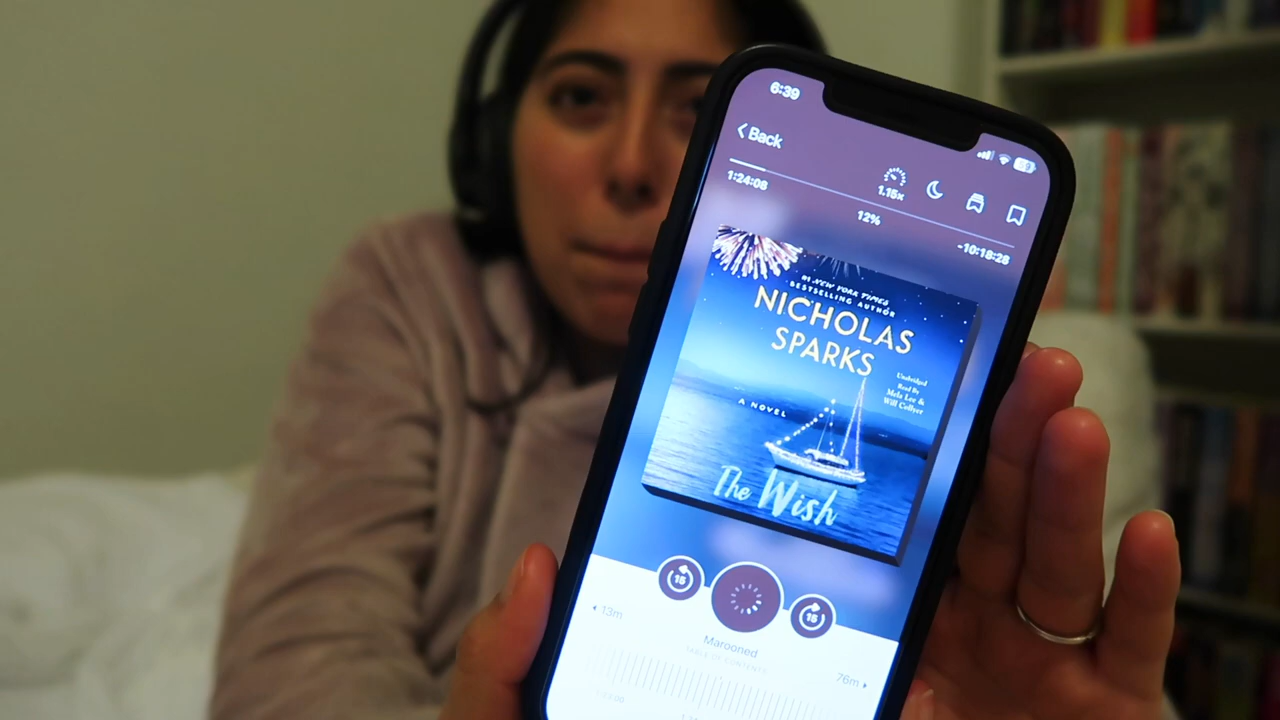 6:39
Back
1:24:08
1.15x
12%
-10:18:28
#1 NEW YORK TIMES
BESTSELLING AUTHOR
NICHOLAS
SPARKS
Unabridged
Read By
Mela Lee &
Will Collyer
A NOVEL
The Wish
15
15
13m
Marooned
TABLE OF CONTENTS
76m